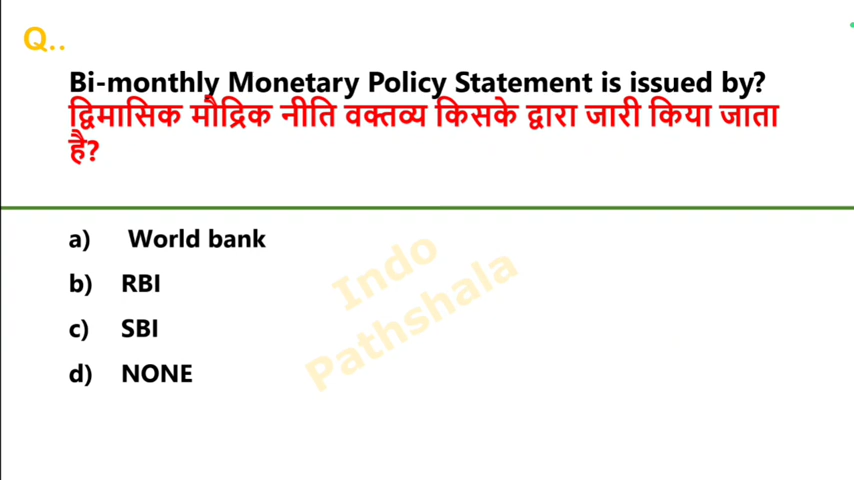 Q..
Bi-monthly Monetary Policy Statement is issued by?
द्विमासिक मौद्रिक नीति वक्तव्य किसके द्वारा जारी किया जाता
है?
a) World bank
b) RBI
c) SBI
d) NONE
Indo
Pathshala